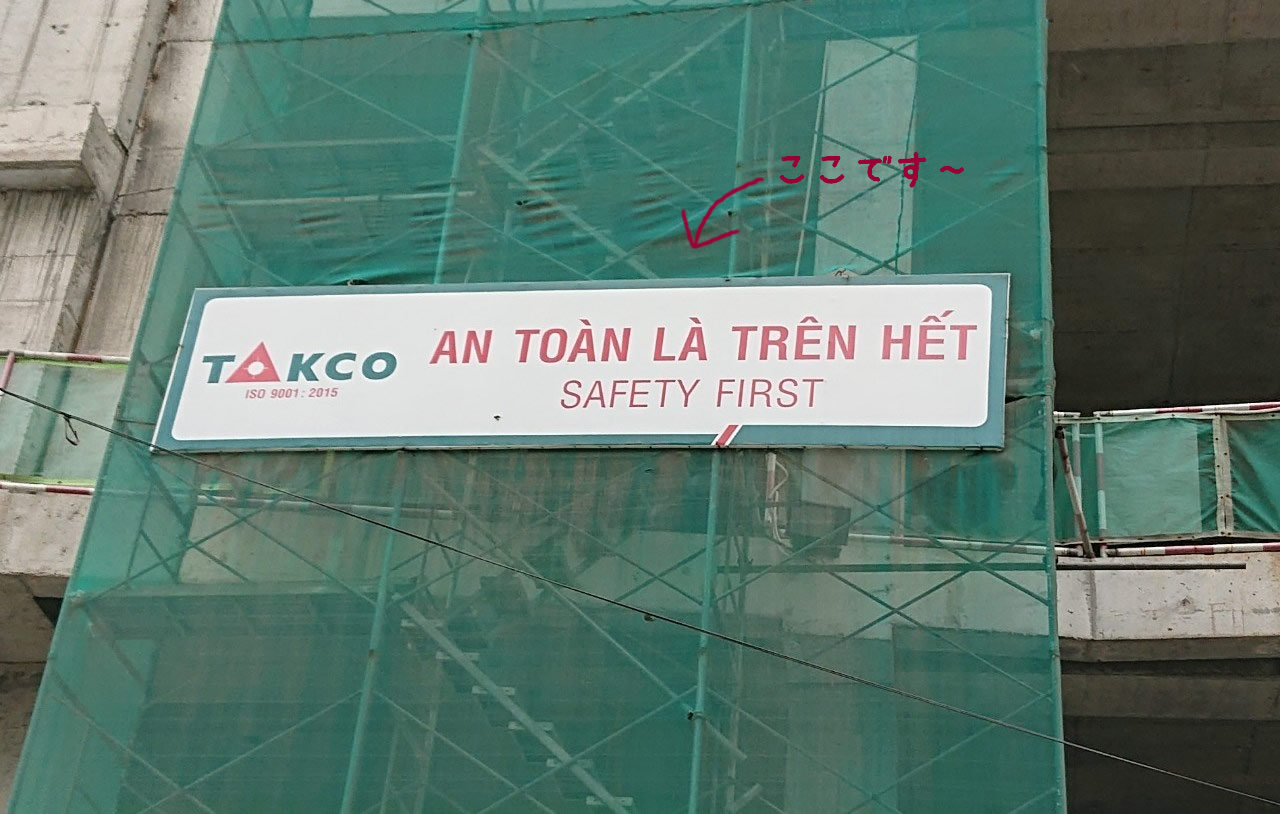 ここです～
TAKCO
ISO 9001: 2015
AN TOÀN LÀ TRÊN HẾT
SAFETY FIRST